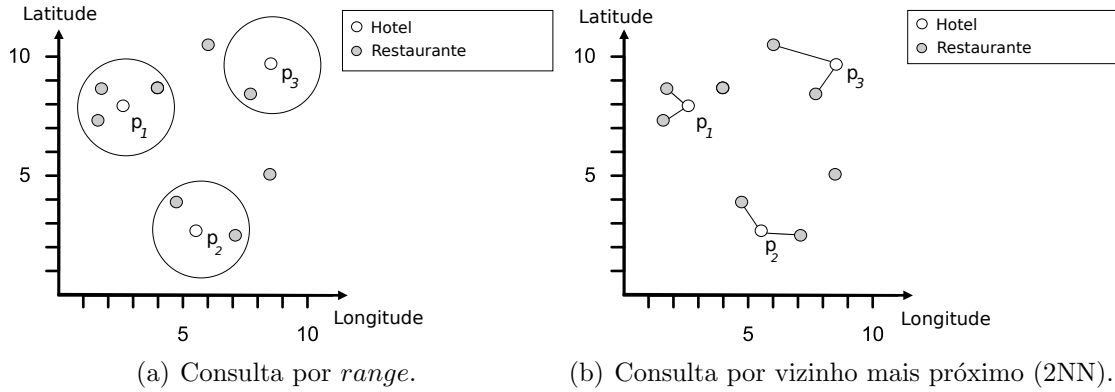 Latitude
Hotel
Restaurante
10
5
p3
p1
p2
5
10
Longitude
(a) Consulta por range.
Latitude
Hotel
Restaurante
10
5
p3
p1
p2
5
10
Longitude
(b) Consulta por vizinho mais próximo (2NN)